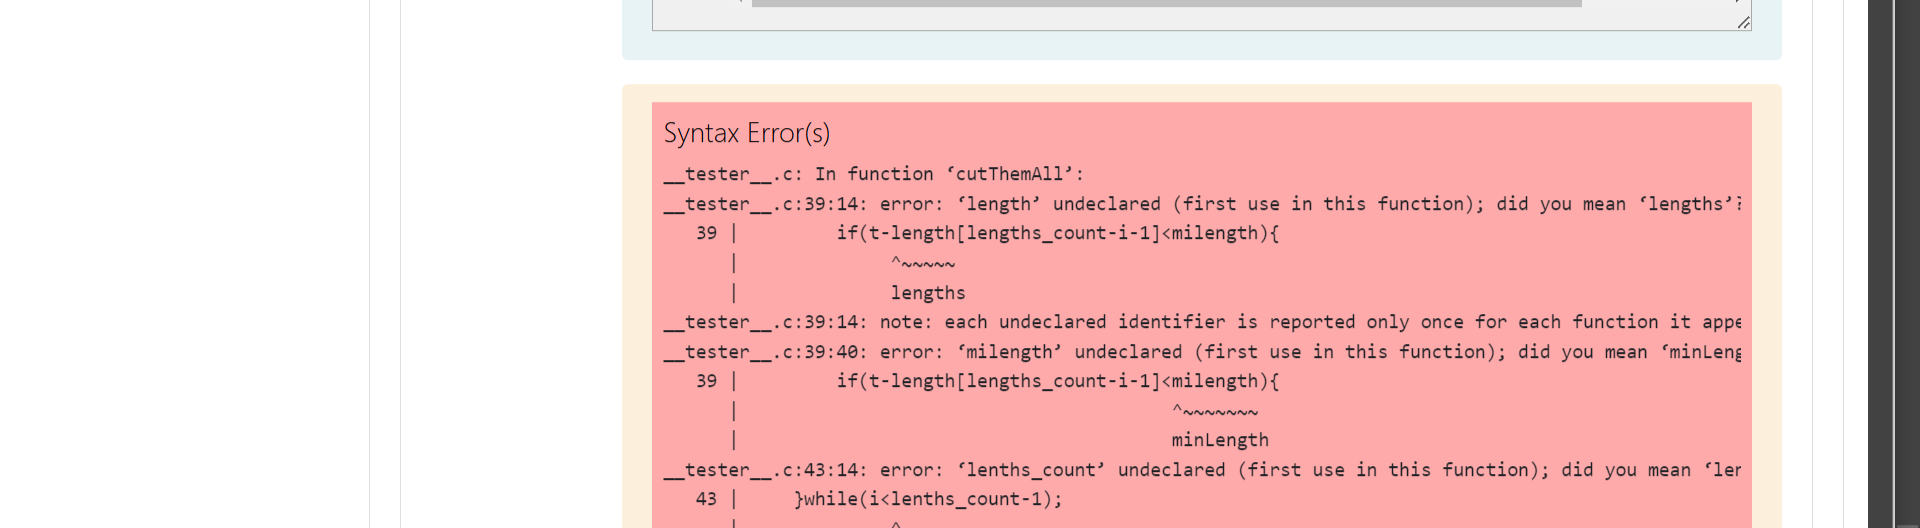 Syntax Error(s)
__tester__.c: In function ‘cutThemAll’:
__tester__.c:39:14: error: ‘length’ undeclared (first use in this function); did you mean ‘lengths’?
   39 |         if(t-length[lengths_count-i-1]<milength){
      |              ^~~~~~
      |              lengths
__tester__.c:39:14: note: each undeclared identifier is reported only once for each function it appe
__tester__.c:39:40: error: ‘milength’ undeclared (first use in this function); did you mean ‘minLeng
   39 |         if(t-length[lengths_count-i-1]<milength){
      |                                        ^~~~~~~~
      |                                        minLength
__tester__.c:43:14: error: ‘lenths_count’ undeclared (first use in this function); did you mean ‘len
   43 |     }while(i<lenths_count-1);
      |              ^